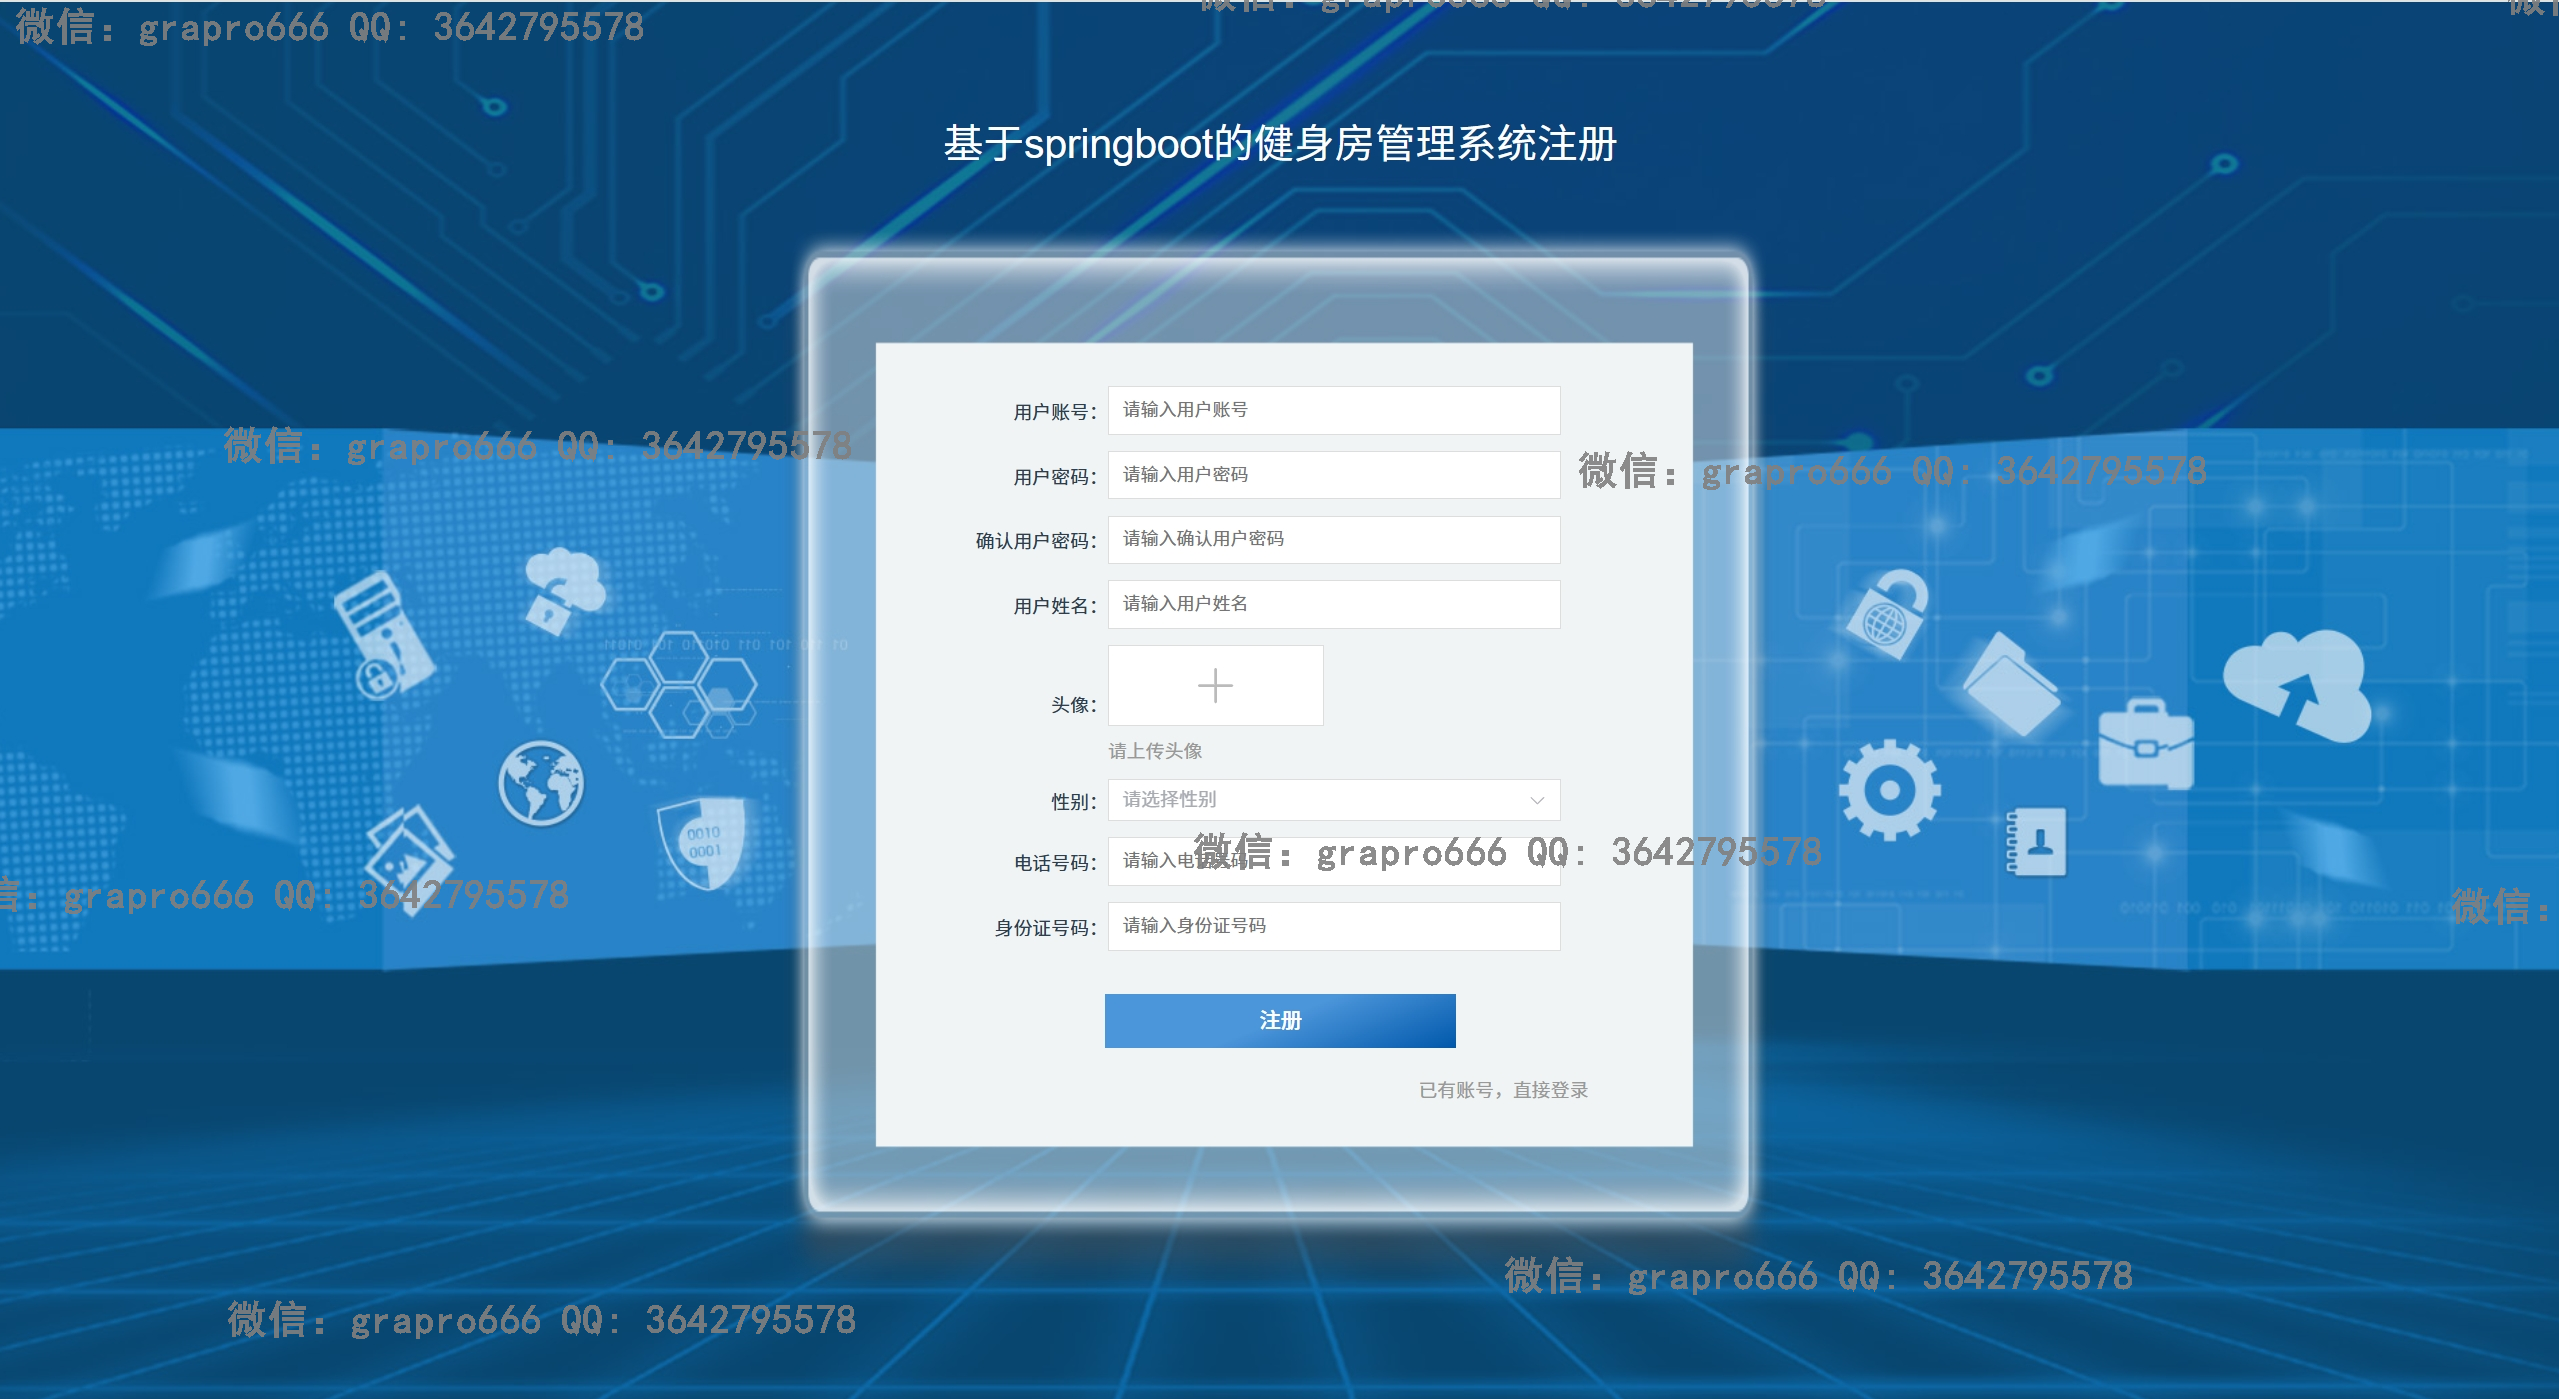 微信：grapro666 QQ: 3642795578
基于springboot的健身房管理系统注册
用户账号： 请输入用户账号
微信：grapro666 QQ: 3642795578
微信：grapro666 QQ: 3642795578
用户密码： 请输入用户密码
确认用户密码： 请输入确认用户密码
用户姓名： 请输入用户姓名
头像：
请上传头像
性别： 请选择性别
0010
0001
微信：grapro666 QQ: 3642795578
电话号码： 请输入电话号码
信：grapro666 QQ: 3642795578
微信：
身份证号码： 请输入身份证号码
注册
已有账号，直接登录
微信：grapro666 QQ: 3642795578
微信：grapro666 QQ: 3642795578